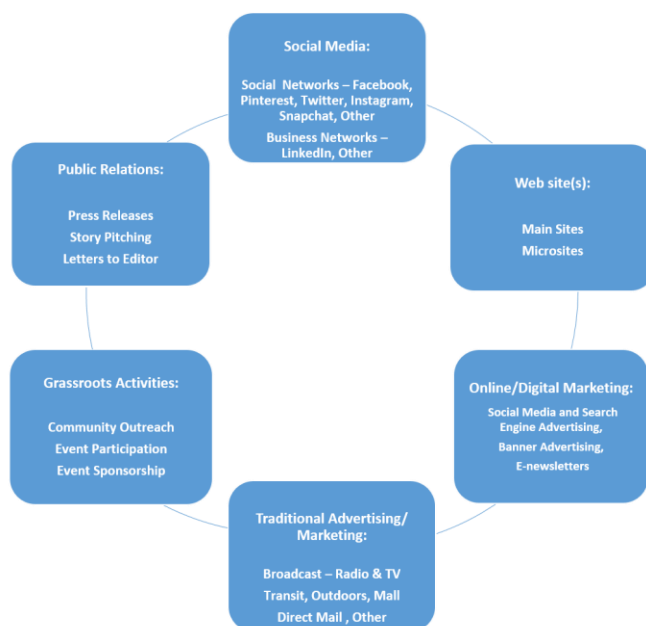 Social Media:
Social Networks – Facebook,
Pinterest, Twitter, Instagram,
Snapchat, Other
Business Networks –
LinkedIn, Other
Web site(s):
Main Sites
Microsites
Online/Digital Marketing:
Social Media and Search
Engine Advertising,
Banner Advertising,
E-newsletters
Traditional Advertising/
Marketing:
Broadcast – Radio & TV
Transit, Outdoors, Mall
Direct Mail , Other
Grassroots Activities:
Community Outreach
Event Participation
Event Sponsorship
Public Relations:
Press Releases
Story Pitching
Letters to Editor